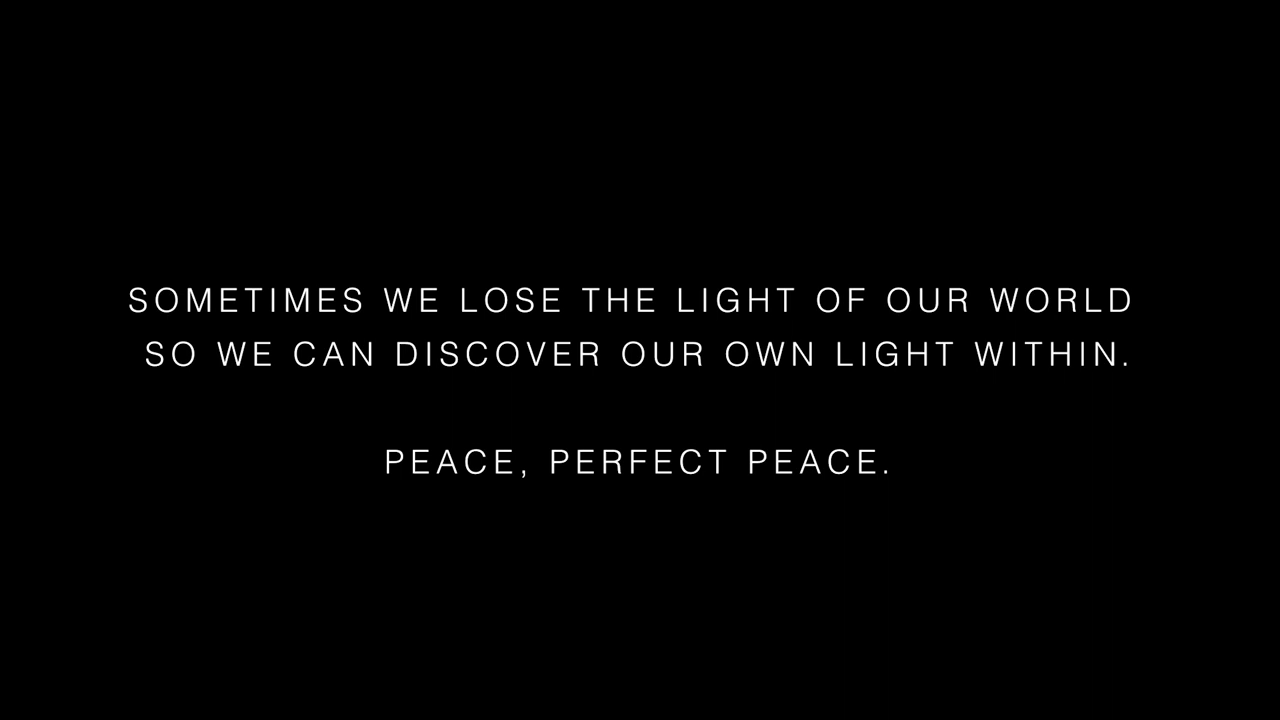 SOMETIMES WE LOSE THE LIGHT OF OUR WORLD
SO WE CAN DISCOVER OUR OWN LIGHT WITHIN.
PEACE, PERFECT PEACE.